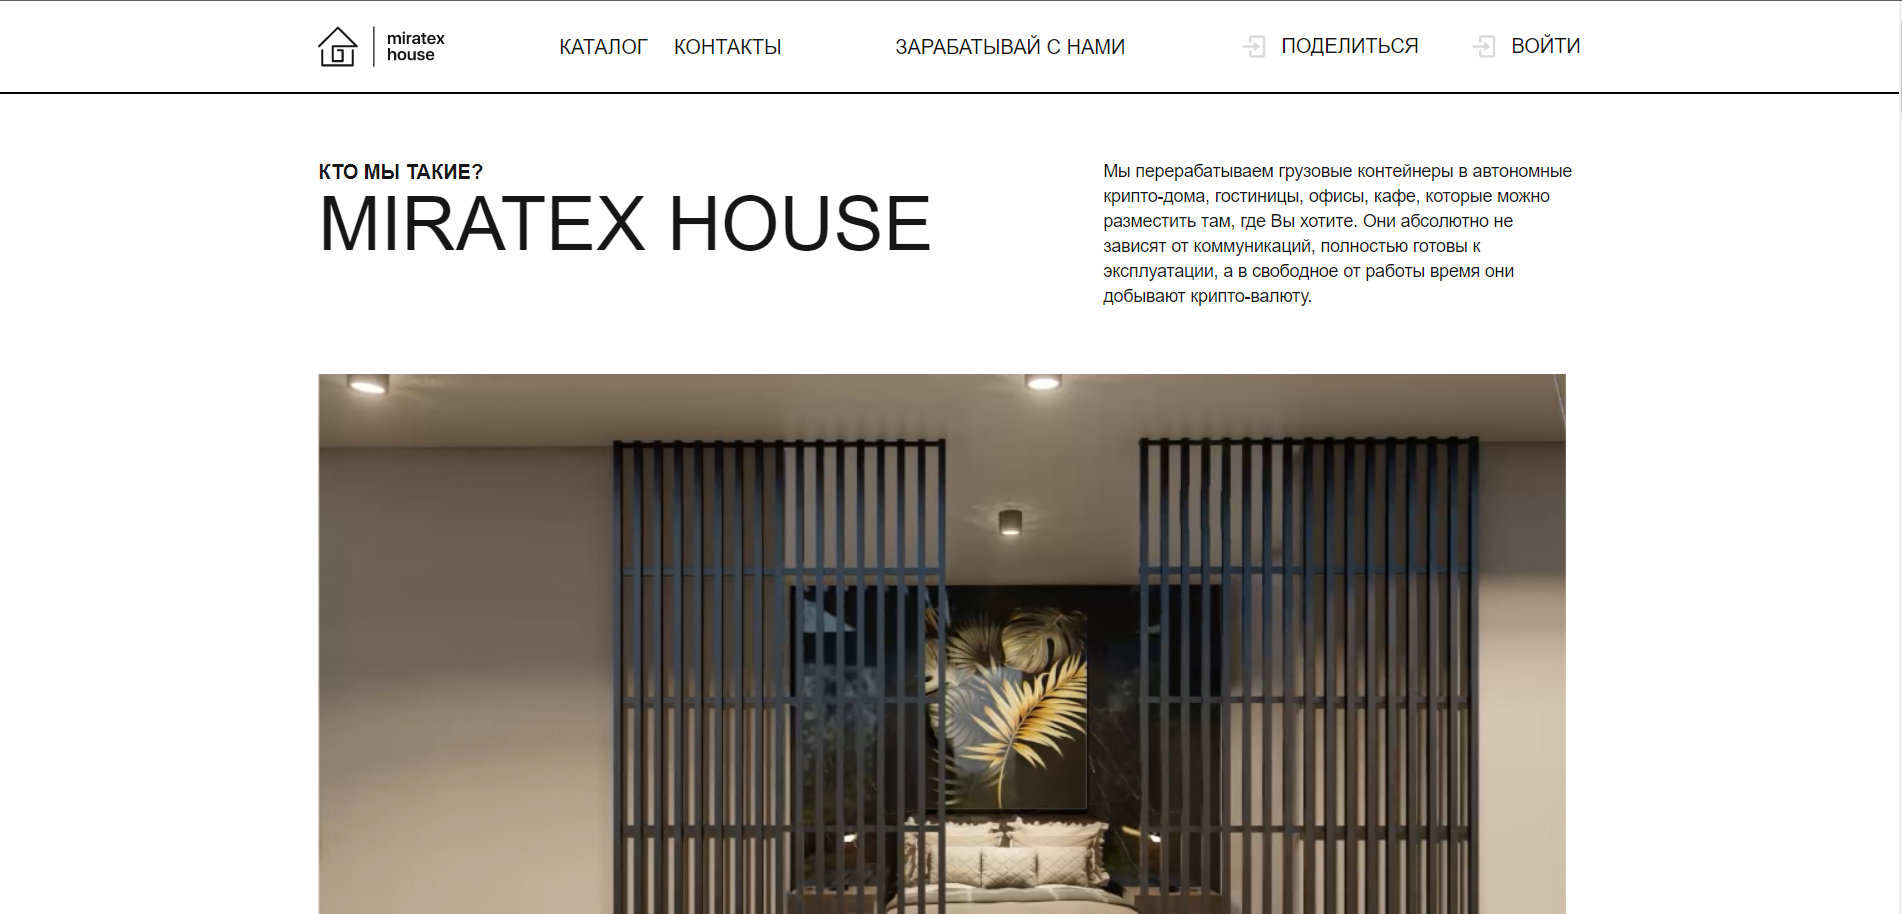 miratex
house
КАТАЛОГ КОНТАКТЫ ЗАРАБАТЫВАЙ С НАМИ ПОДЕЛИТЬСЯ ВОЙТИ
КТО МЫ ТАКИЕ?
MIRATEX HOUSE
Мы перерабатываем грузовые контейнеры в автономные
крипто-дома, гостиницы, офисы, кафе, которые можно
разместить там, где Вы хотите. Они абсолютно не
зависят от коммуникаций, полностью готовы к
эксплуатации, а в свободное от работы время они
добывают крипто-валюту.